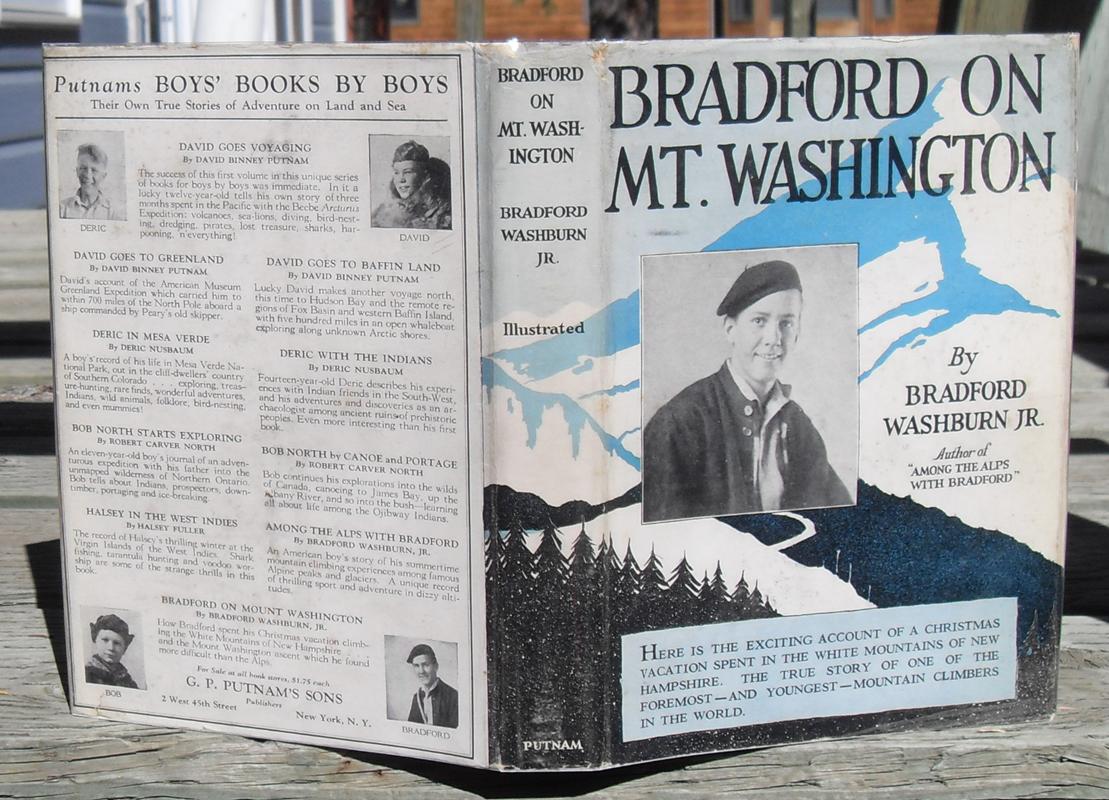 Putnams BOYS' BOOKS BY BOYS
Their Own True Stories of Adventure on Land and Sea
DAVID GOES VOYAGING
By DAVID BINNEY PUTNAM
The success of this first volume in this unique series
of books for boys by boys was immediate. In it a
lucky twelve-year-old tells his own story of three
months spent in the Pacific with the Beebe Arcturus
Expedition: volcanoes, sea-lions, diving, bird-nest-
ing, dredging, pirates, lost treasure, sharks, har-
pooning, n'everything!
DERIC
DAVID
DAVID GOES TO GREENLAND
By DAVID BINNEY PUTNAM
David's account of the American Museum
Greenland Expedition which carried him to
within 700 miles of the North Pole aboard a
ship commanded by Peary's old skipper.
DERIC IN MESA VERDE
By DERIC NUSBAUM
A boy's record of his life in Mesa Verde Na-
tional Park, out in the cliff-dwellers' country
of Southern Colorado . . . exploring, treas-
ure-hunting, rare finds, wonderful adventures,
Indians, wild animals, folklore, bird-nesting,
and even mummies!
BOB NORTH STARTS EXPLORING
By ROBERT CARVER NORTH
An eleven-year-old boy's journal of an adven-
turous expedition with his father into the
unmapped wilderness of Northern Ontario.
Bob tells about Indians, prospectors, down-
timber, portaging and ice-breaking.
HALSEY IN THE WEST INDIES
By HALSEY FULLER
The record of Halsey's thrilling winter at the
Virgin Islands of the West Indies. Shark
fishing, tarantula hunting and voodoo wor-
ship are some of the strange thrills in this
book.
DAVID GOES TO BAFFIN LAND
By DAVID BINNEY PUTNAM
Lucky David makes another voyage north,
this time to Hudson Bay and the remote re-
gions of Fox Basin and western Baffin Island,
with five hundred miles in an open whaleboat
exploring along unknown Arctic shores.
DERIC WITH THE INDIANS
By DERIC NUSBAUM
Fourteen-year-old Deric describes his experi-
ences with Indian friends in the South-West,
and his adventures and discoveries as an ar-
chaeologist among ancient ruins of prehistoric
peoples. Even more interesting than his first
book.
BOB NORTH by CANOE and PORTAGE
By ROBERT CARVER NORTH
Bob continues his explorations into the wilds
of Canada, canoeing to James Bay, up the
Albany River, and so into the bush—learning
all about life among the Ojibway Indians.
AMONG THE ALPS WITH BRADFORD
By BRADFORD WASHBURN, JR.
An American boy's story of his summertime
mountain climbing experiences among famous
Alpine peaks and glaciers. A unique record
of thrilling sport and adventure in dizzy alti-
tudes.
BRADFORD ON MOUNT WASHINGTON
By BRADFORD WASHBURN, JR.
How Bradford spent his Christmas vacation climb-
ing the White Mountains of New Hampshire . . .
and the Mount Washington ascent which he found
more difficult than the Alps.
BOB
BRADFORD
For Sale at all book stores, $1.75 each
G. P. PUTNAM'S SONS
Publishers
2 West 45th Street
New York, N. Y.
BRADFORD
ON
MT. WASH-
INGTON
BRADFORD
WASHBURN
JR.
Illustrated
PUTNAM
BRADFORD ON
MT. WASHINGTON
By
BRADFORD
WASHBURN JR.
Author of
"AMONG THE ALPS
WITH BRADFORD"
HERE IS THE EXCITING ACCOUNT OF A CHRISTMAS
VACATION SPENT IN THE WHITE MOUNTAINS OF NEW
HAMPSHIRE. THE TRUE STORY OF ONE OF THE
FOREMOST—AND YOUNGEST—MOUNTAIN CLIMBERS
IN THE WORLD.